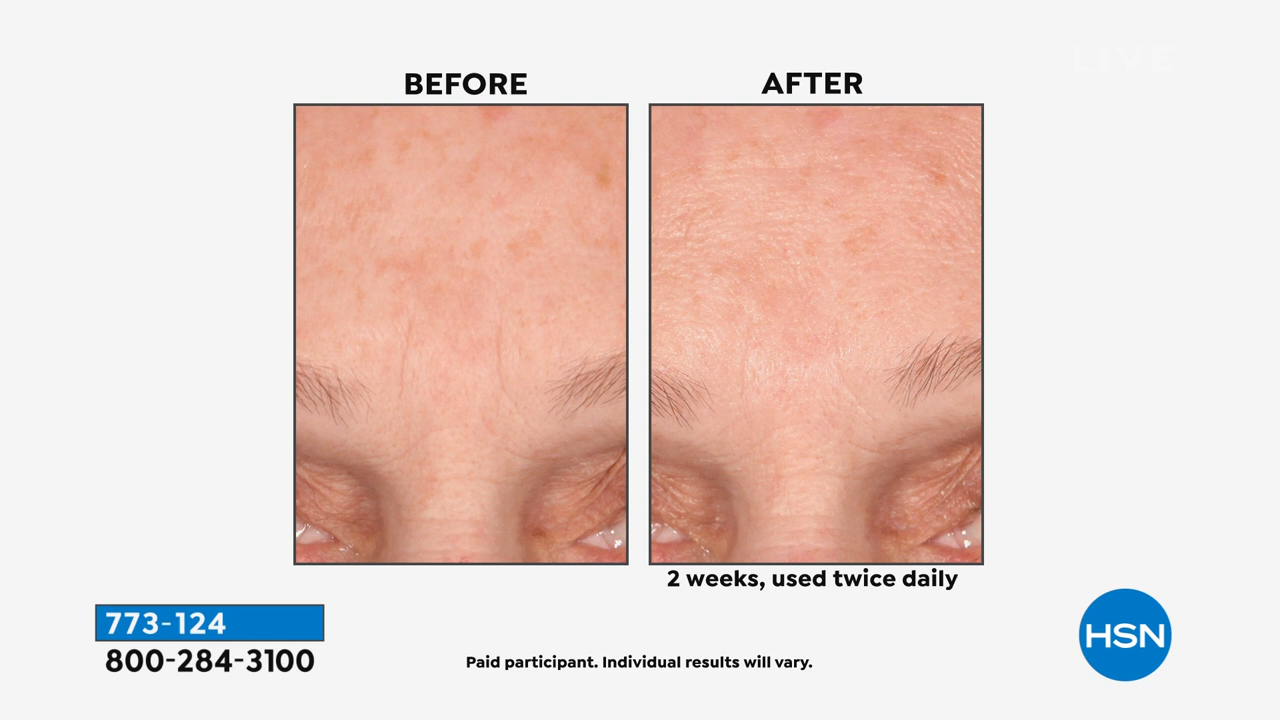 LIVE
BEFORE
AFTER
2 weeks, used twice daily
773-124
800-284-3100
Paid participant. Individual results will vary.
HSN